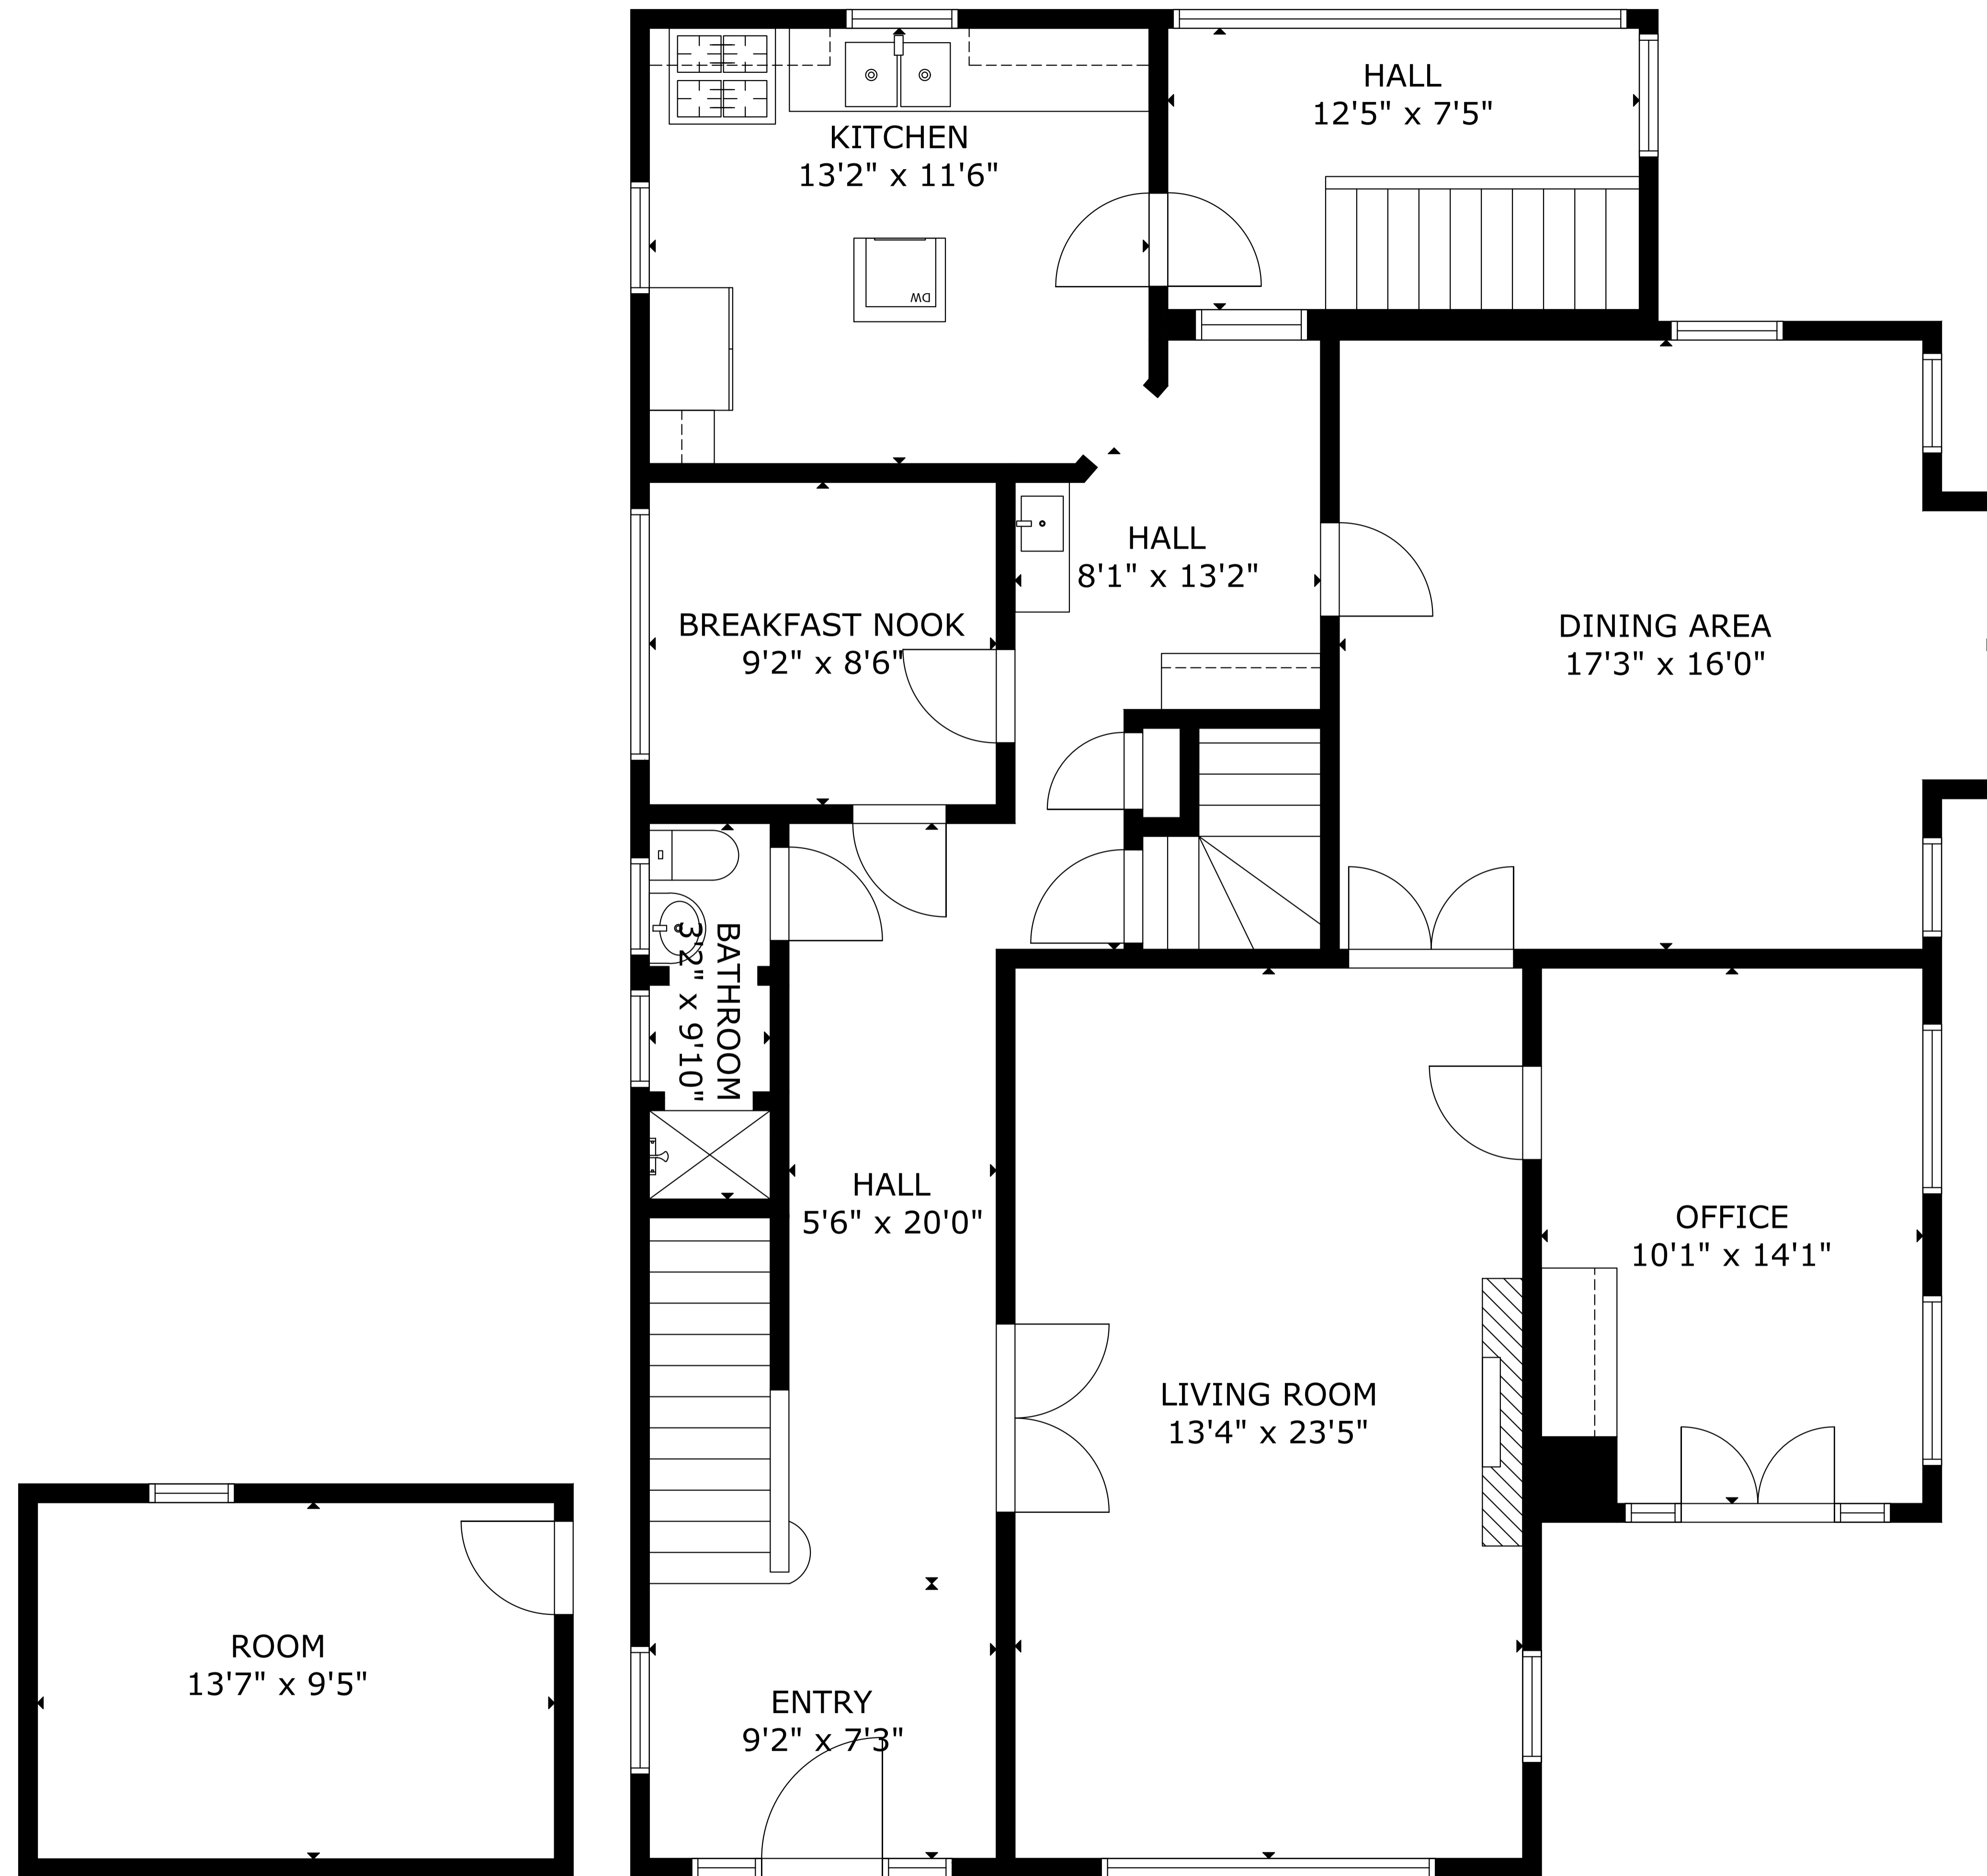 HALL
12'5" x 7'5"
KITCHEN
13'2" x 11'6"
DW
HALL
8'1" x 13'2"
BREAKFAST NOOK
9'2" x 8'6"
DINING AREA
17'3" x 16'0"
BATHROOM
3'2" x 9'10"
HALL
5'6" x 20'0"
OFFICE
10'1" x 14'1"
LIVING ROOM
13'4" x 23'5"
ROOM
13'7" x 9'5"
ENTRY
9'2" x 7'3"